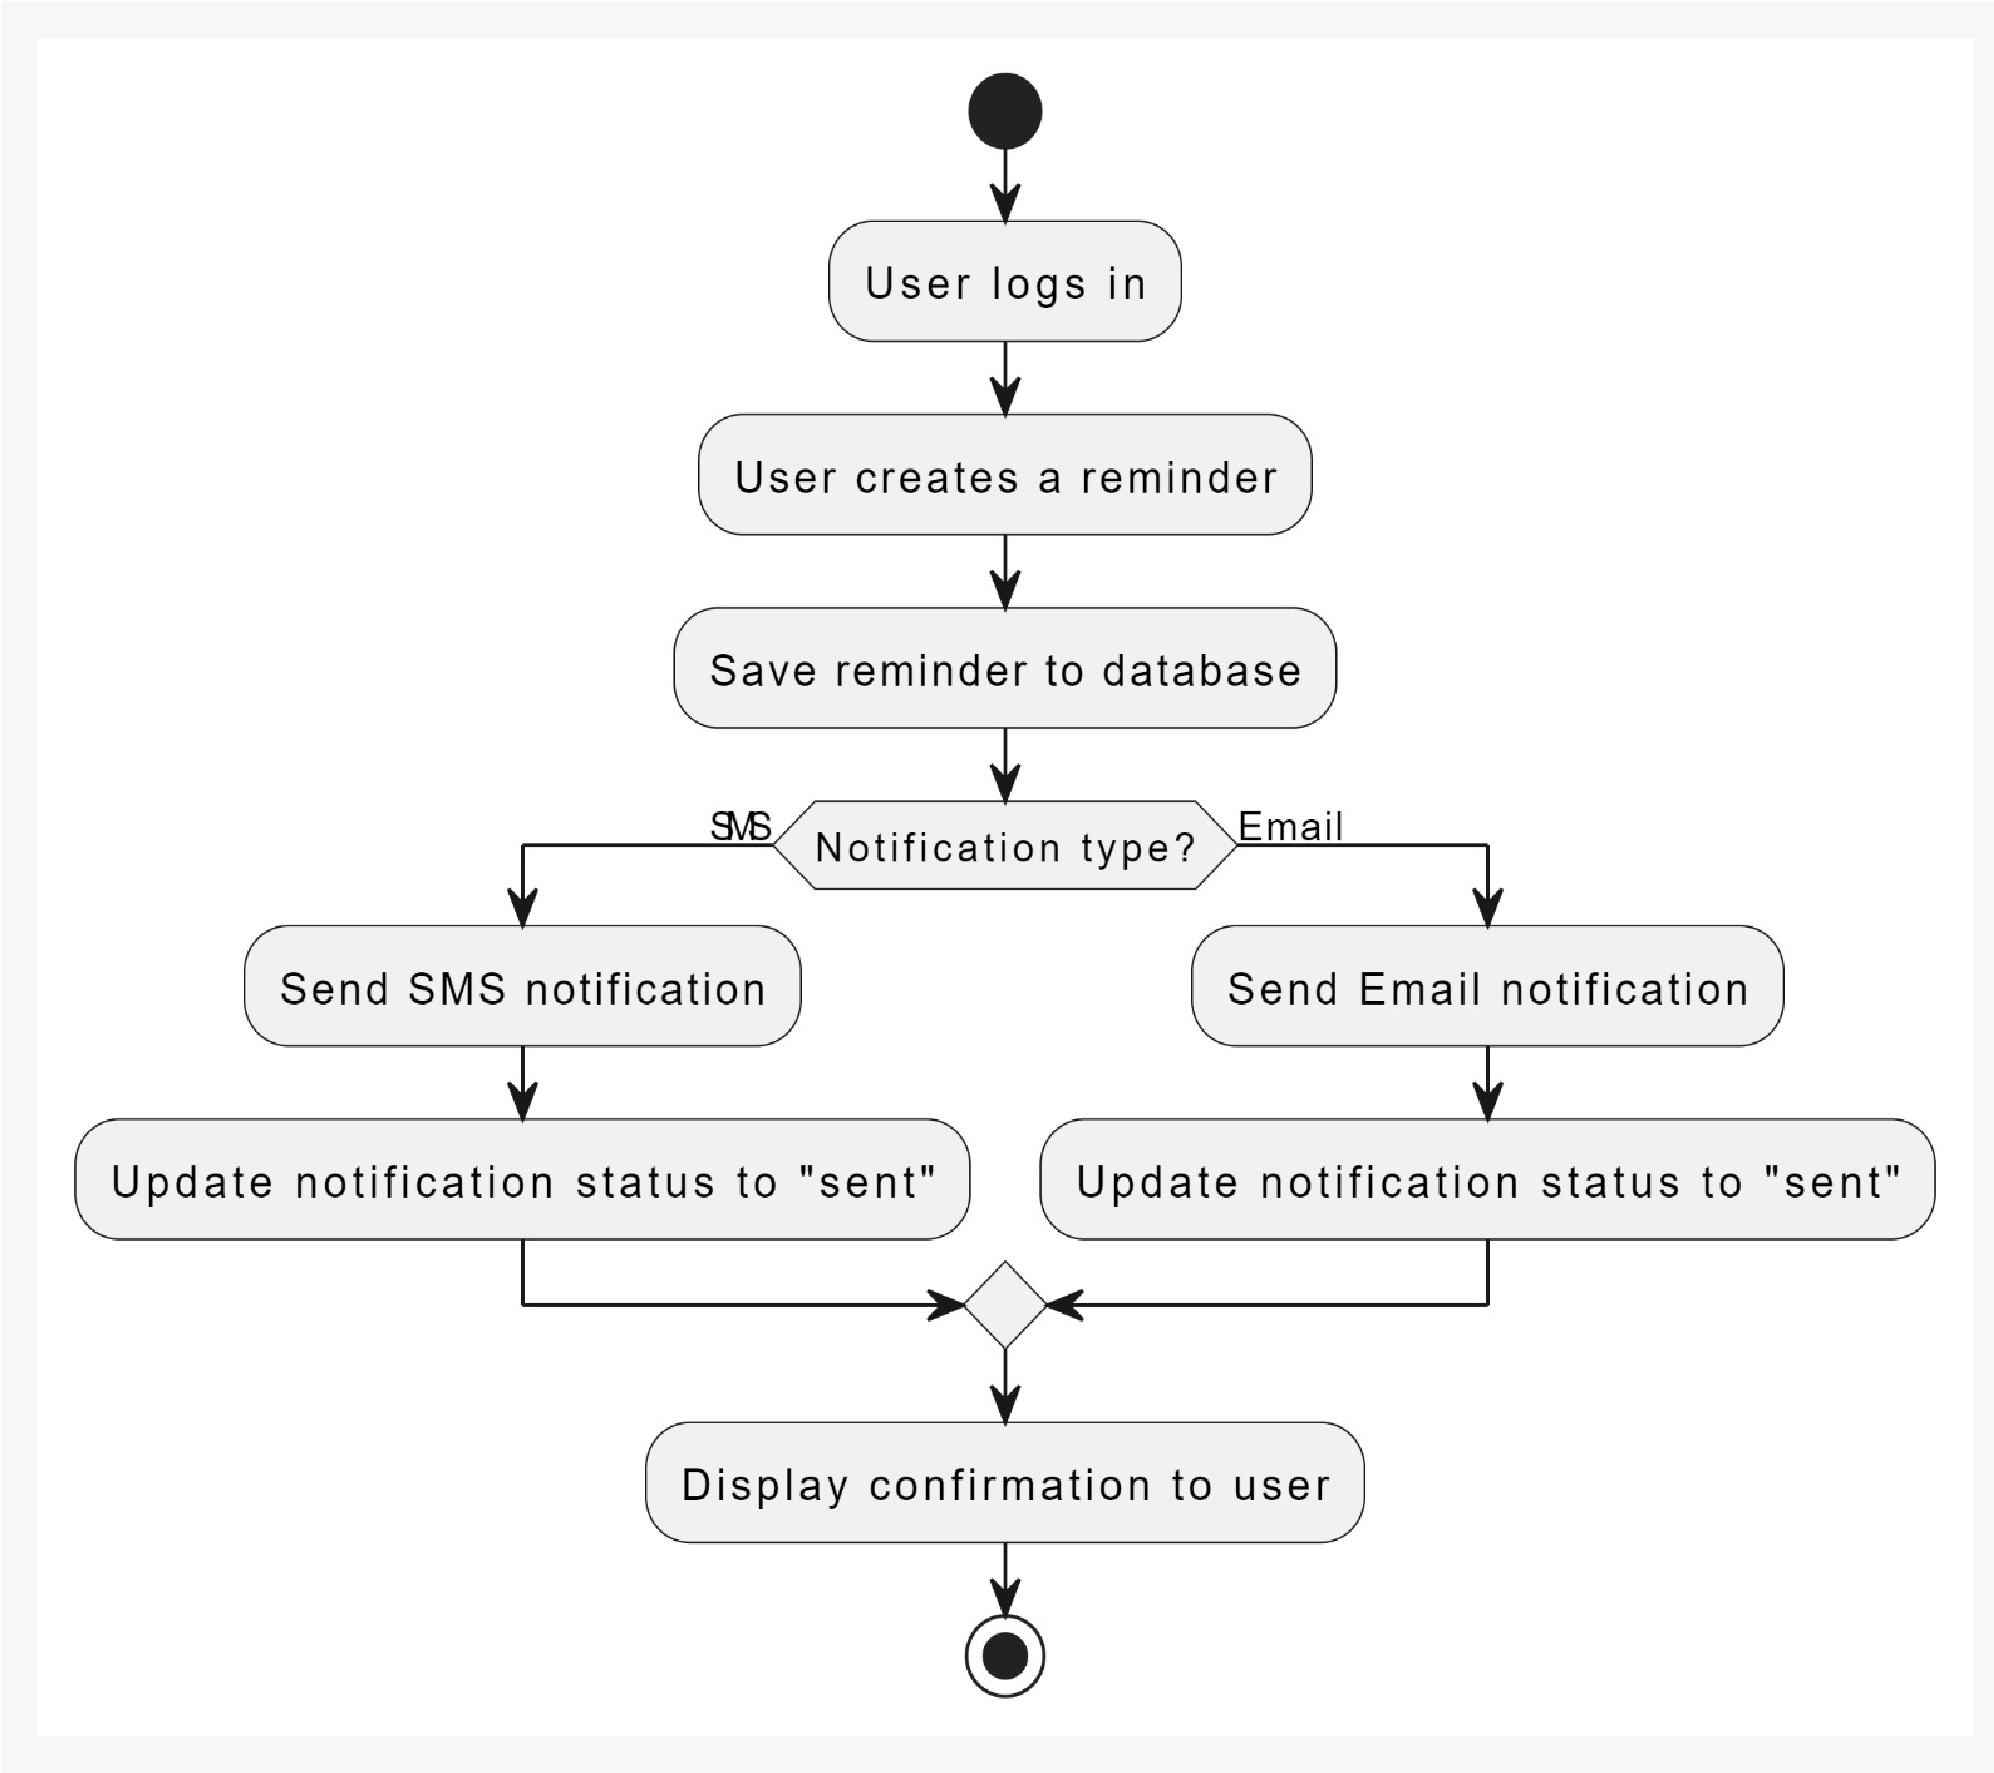 User logs in
User creates a reminder
Save reminder to database
SMS
Notification type?
Email
Send SMS notification
Send Email notification
Update notification status to "sent"
Update notification status to "sent"
Display confirmation to user